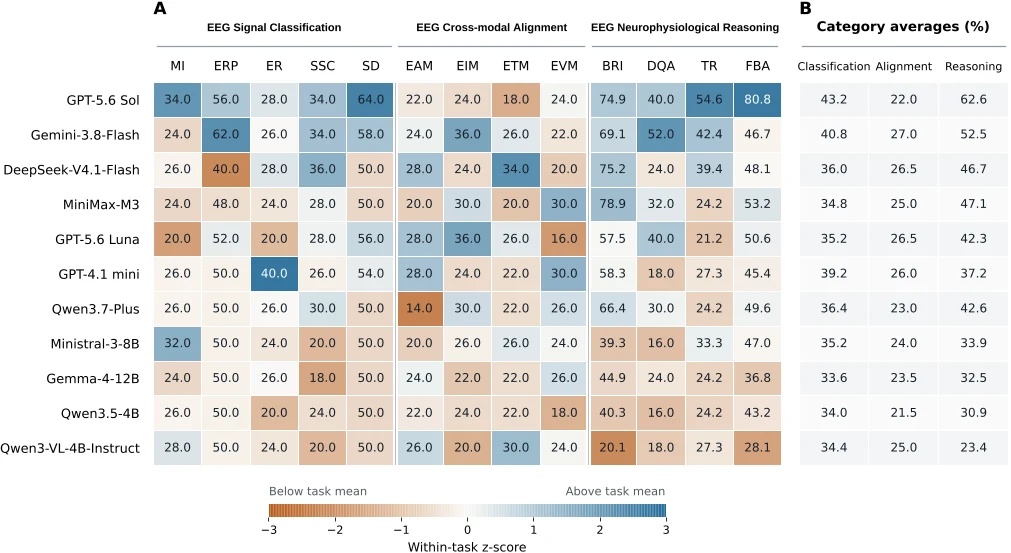 A B
EEG Signal Classification EEG Cross-modal Alignment EEG Neurophysiological Reasoning Category averages (%)
MI ERP ER SSC SD EAM EIM ETM EVM BRI DQA TR FBA Classification Alignment Reasoning
GPT-5.6 Sol 34.0 56.0 28.0 34.0 64.0 22.0 24.0 18.0 24.0 74.9 40.0 54.6 80.8 43.2 22.0 62.6
Gemini-3.8-Flash 24.0 62.0 26.0 34.0 58.0 24.0 36.0 26.0 22.0 69.1 52.0 42.4 46.7 40.8 27.0 52.5
DeepSeek-V4.1-Flash 26.0 40.0 28.0 36.0 50.0 28.0 24.0 34.0 20.0 75.2 24.0 39.4 48.1 36.0 26.5 46.7
MiniMax-M3 24.0 48.0 24.0 28.0 50.0 20.0 30.0 20.0 30.0 78.9 32.0 24.2 53.2 34.8 25.0 47.1
GPT-5.6 Luna 20.0 52.0 20.0 28.0 56.0 28.0 36.0 26.0 16.0 57.5 40.0 21.2 50.6 35.2 26.5 42.3
GPT-4.1 mini 26.0 50.0 40.0 26.0 54.0 28.0 24.0 22.0 30.0 58.3 18.0 27.3 45.4 39.2 26.0 37.2
Qwen3.7-Plus 26.0 50.0 26.0 30.0 50.0 14.0 30.0 22.0 26.0 66.4 30.0 24.2 49.6 36.4 23.0 42.6
Ministral-3-8B 32.0 50.0 24.0 20.0 50.0 20.0 26.0 26.0 24.0 39.3 16.0 33.3 47.0 35.2 24.0 33.9
Gemma-4-12B 24.0 50.0 26.0 18.0 50.0 24.0 22.0 22.0 26.0 44.9 24.0 24.2 36.8 33.6 23.5 32.5
Qwen3.5-4B 26.0 50.0 20.0 24.0 50.0 22.0 24.0 22.0 18.0 40.3 16.0 24.2 43.2 34.0 21.5 30.9
Qwen3-VL-4B-Instruct 28.0 50.0 24.0 20.0 50.0 26.0 20.0 30.0 24.0 20.1 18.0 27.3 28.1 34.4 25.0 23.4
Below task mean Above task mean
−3 −2 −1 0 1 2 3
Within-task z-score